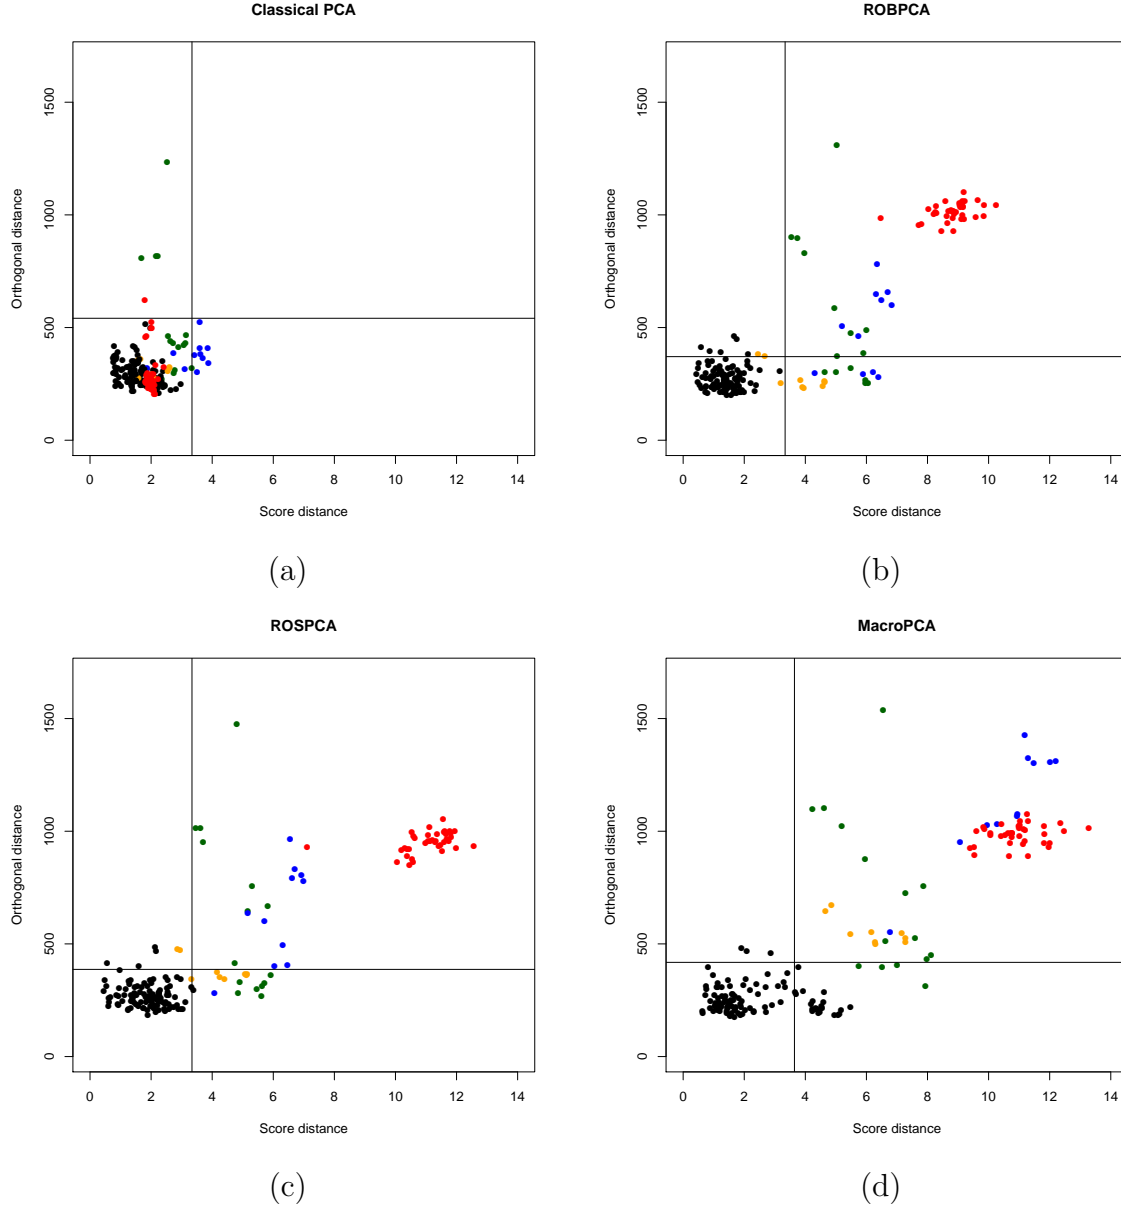 Classical PCA
Orthogonal distance
1500
1000
500
0
0 2 4 6 8 10 12 14
Score distance
(a)
ROBPCA
Orthogonal distance
1500
1000
500
0
0 2 4 6 8 10 12 14
Score distance
(b)
ROSPCA
Orthogonal distance
1500
1000
500
0
0 2 4 6 8 10 12 14
Score distance
(c)
MacroPCA
Orthogonal distance
1500
1000
500
0
0 2 4 6 8 10 12 14
Score distance
(d)